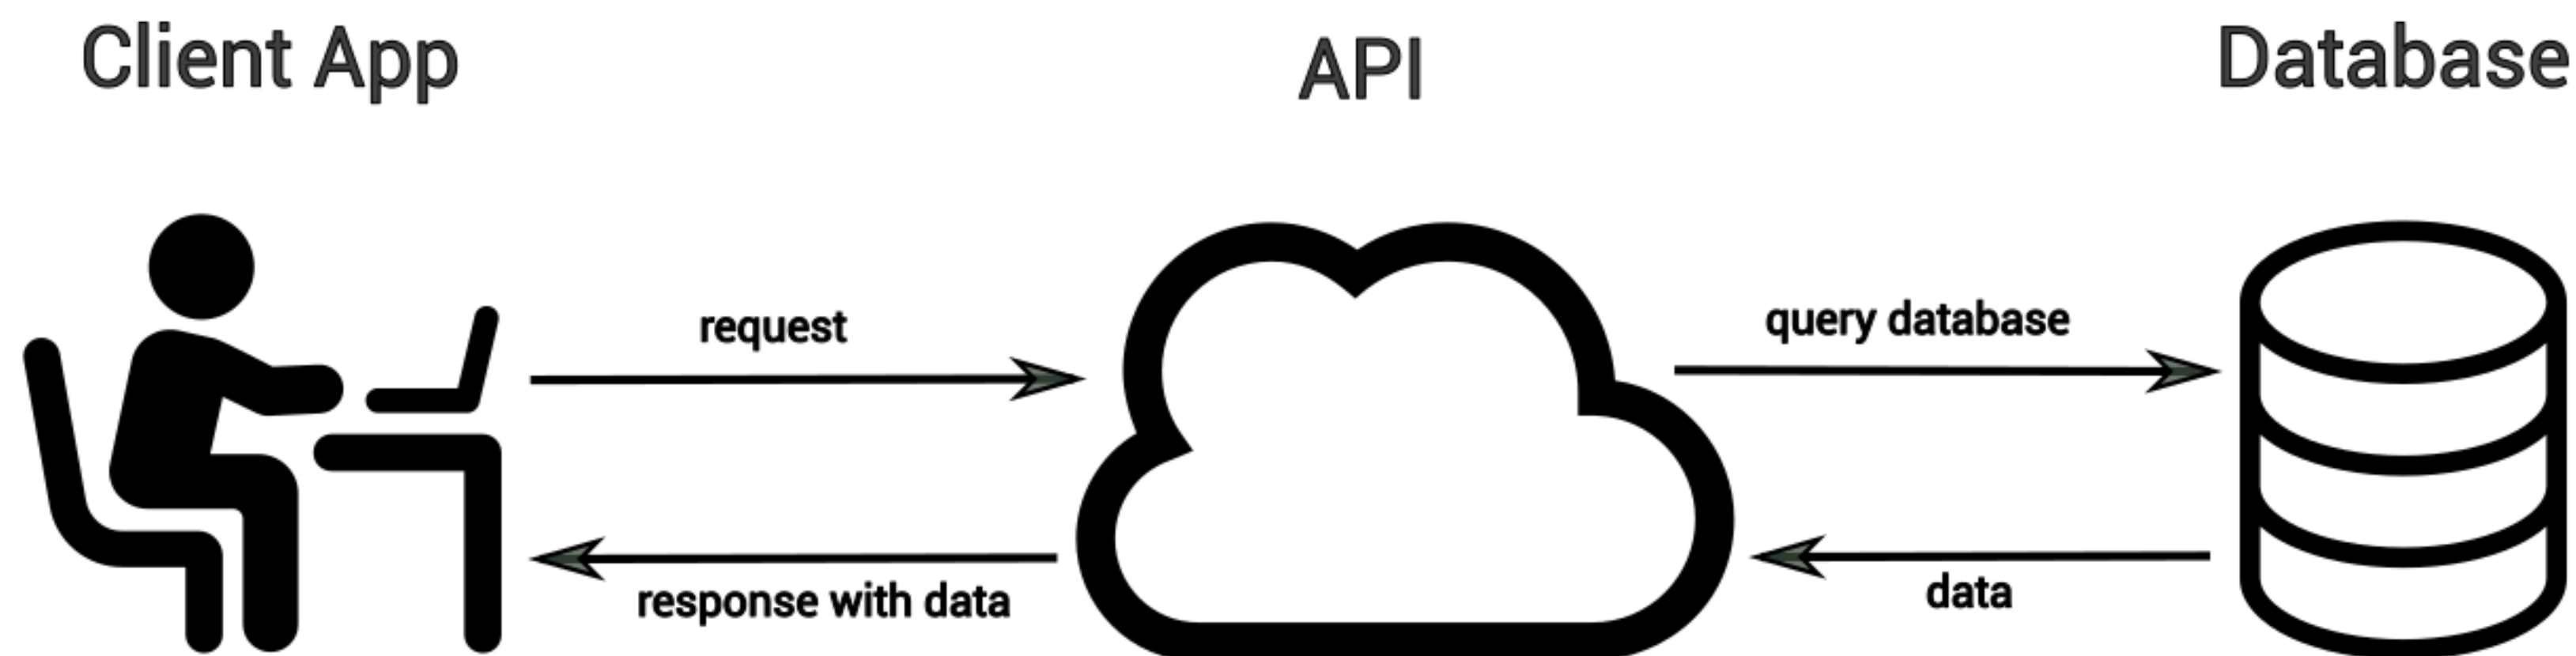 Client App
API
Database
request
query database
response with data
data